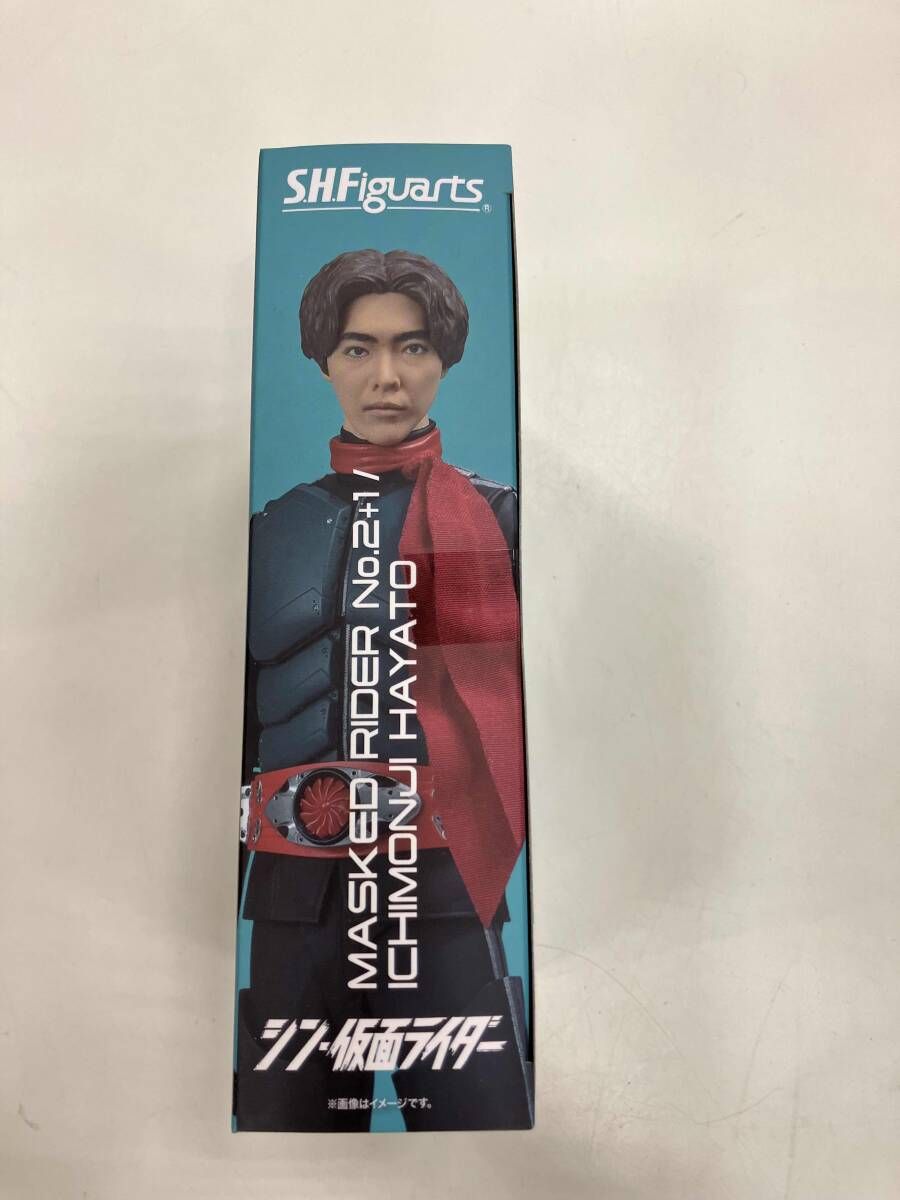 S.H.Figuarts®
MASKED RIDER No.2+1 /
ICHIMONJI HAYATO
シン・仮面ライダー
※画像はイメージです。